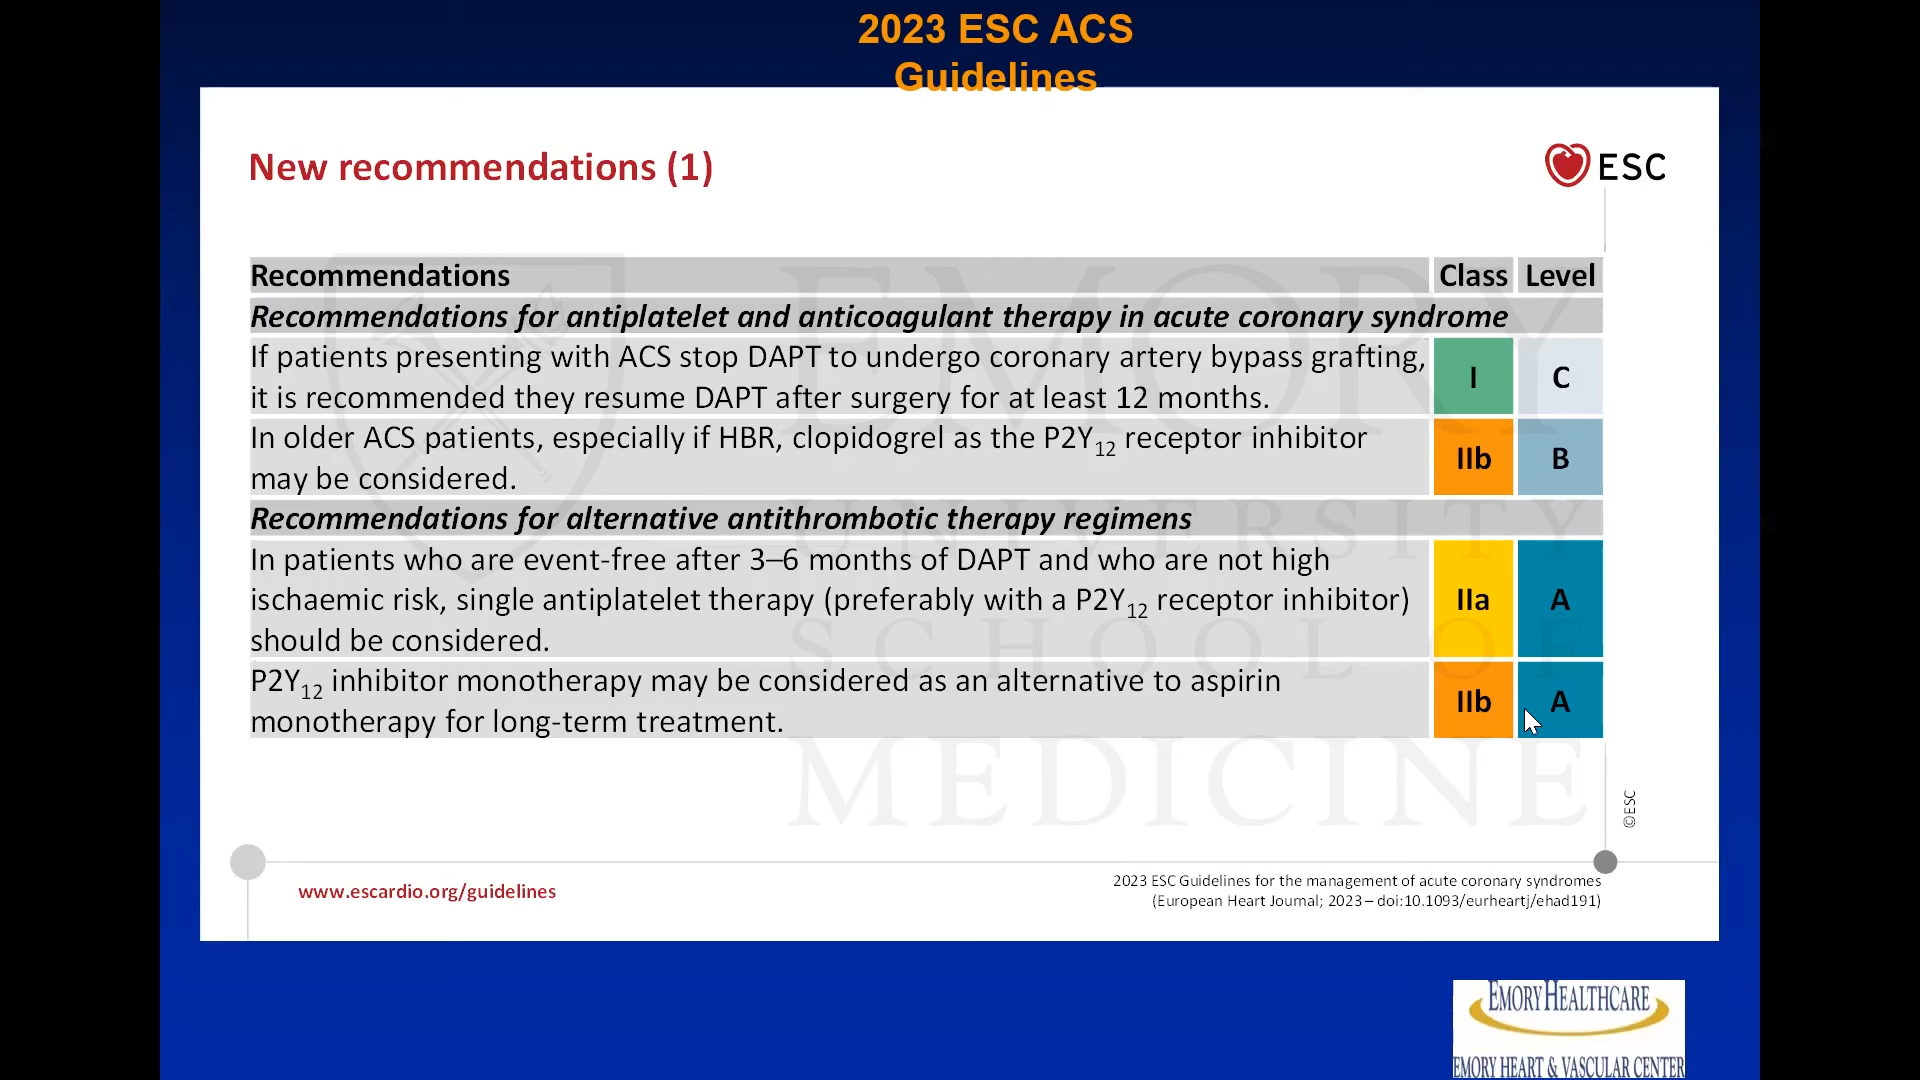 2023 ESC ACS
Guidelines
New recommendations (1)
ESC
Recommendations Class Level
Recommendations for antiplatelet and anticoagulant therapy in acute coronary syndrome
If patients presenting with ACS stop DAPT to undergo coronary artery bypass grafting,
it is recommended they resume DAPT after surgery for at least 12 months.
I C
In older ACS patients, especially if HBR, clopidogrel as the P2Y12 receptor inhibitor
may be considered.
IIb B
Recommendations for alternative antithrombotic therapy regimens
In patients who are event-free after 3–6 months of DAPT and who are not high
ischaemic risk, single antiplatelet therapy (preferably with a P2Y12 receptor inhibitor)
should be considered.
IIa A
P2Y12 inhibitor monotherapy may be considered as an alternative to aspirin
monotherapy for long-term treatment.
IIb A
EMORY
UNIVERSITY
SCHOOL OF
MEDICINE
©ESC
www.escardio.org/guidelines
2023 ESC Guidelines for the management of acute coronary syndromes
(European Heart Journal; 2023 – doi:10.1093/eurheartj/ehad191)
EMORY HEALTHCARE
EMORY HEART & VASCULAR CENTER